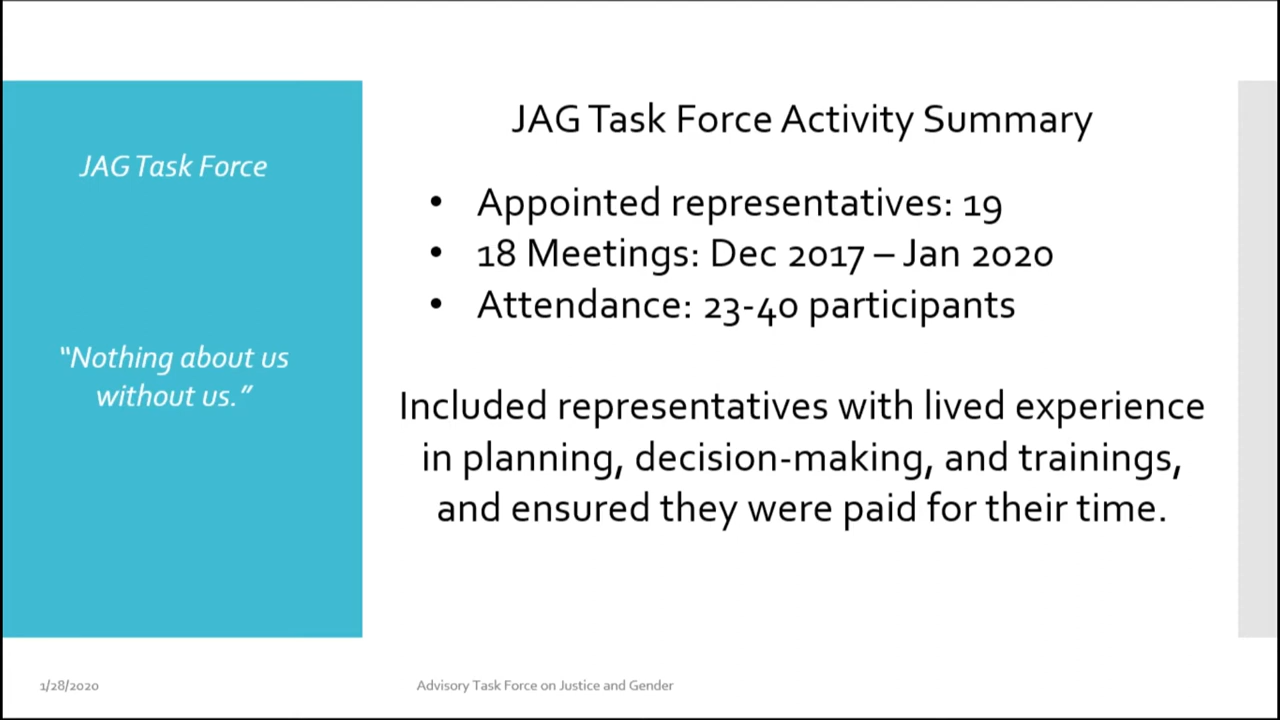 JAG Task Force
"Nothing about us
without us."
JAG Task Force Activity Summary
• Appointed representatives: 19
• 18 Meetings: Dec 2017 – Jan 2020
• Attendance: 23-40 participants
Included representatives with lived experience
in planning, decision-making, and trainings,
and ensured they were paid for their time.
1/28/2020
Advisory Task Force on Justice and Gender